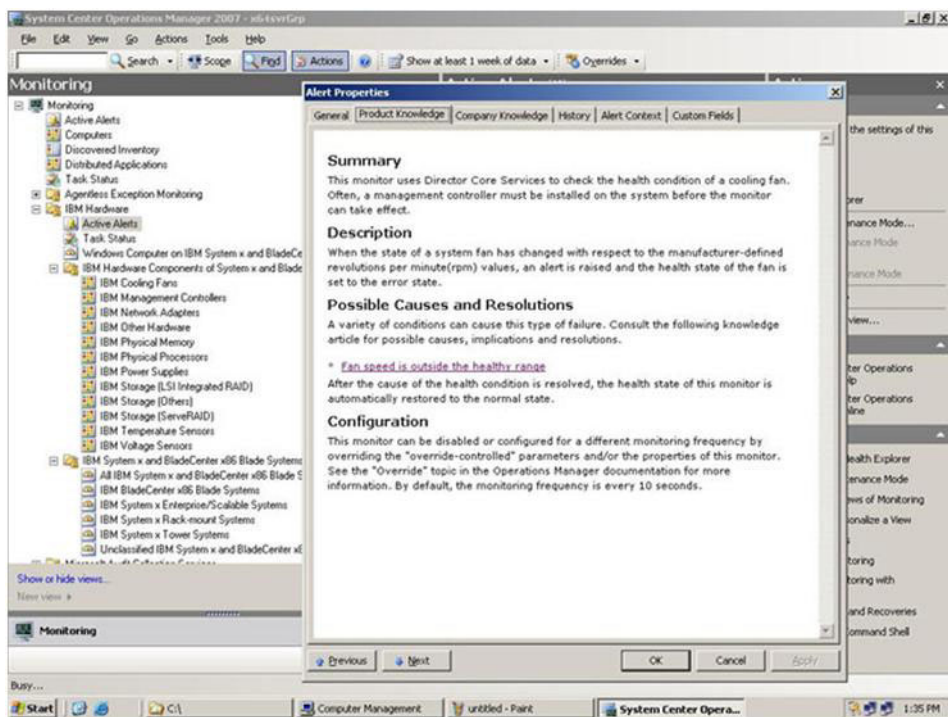 System Center Operations Manager 2007 - x64svrGrp
File Edit View Go Actions Tools Help
Search Scope Find Actions Show at least 1 week of data Overrides
Monitoring
Monitoring
Active Alerts
Computers
Discovered Inventory
Distributed Applications
Task Status
Agentless Exception Monitoring
IBM Hardware
Active Alerts
Task Status
Windows Computer on IBM System x and BladeCe
IBM Hardware Components of System x and Blade
IBM Cooling Fans
IBM Management Controllers
IBM Network Adapters
IBM Other Hardware
IBM Physical Memory
IBM Physical Processors
IBM Power Supplies
IBM Storage (LSI Integrated RAID)
IBM Storage (Others)
IBM Storage (ServeRAID)
IBM Temperature Sensors
IBM Voltage Sensors
IBM System x and BladeCenter x86 Blade Systems
All IBM System x and BladeCenter x86 Blade S
IBM BladeCenter x86 Blade Systems
IBM System x Enterprise/Scalable Systems
IBM System x Rack-mount Systems
IBM System x Tower Systems
Unclassified IBM System x and BladeCenter x8
Show or hide views...
New view
Monitoring
Alert Properties
General Product Knowledge Company Knowledge History Alert Context Custom Fields
Summary
This monitor uses Director Core Services to check the health condition of a cooling fan.
Often, a management controller must be installed on the system before the monitor
can take effect.
Description
When the state of a system fan has changed with respect to the manufacturer-defined
revolutions per minute(rpm) values, an alert is raised and the health state of the fan is
set to the error state.
Possible Causes and Resolutions
A variety of conditions can cause this type of failure. Consult the following knowledge
article for possible causes, implications and resolutions.
* Fan speed is outside the healthy range
After the cause of the health condition is resolved, the health state of this monitor is
automatically restored to the normal state.
Configuration
This monitor can be disabled or configured for a different monitoring frequency by
overriding the "override-controlled" parameters and/or the properties of this monitor.
See the "Override" topic in the Operations Manager documentation for more
information. By default, the monitoring frequency is every 10 seconds.
Previous Next OK Cancel Apply
the settings of this
orer
enance Mode...
ance Mode
enance Mode
view...
ter Operations
lp
ter Operations
line
Health Explorer
enance Mode
ews of Monitoring
onalize a View
toring
toring with
and Recoveries
ommand Shell
Busy...
Start C:\ Computer Management untitled - Paint System Center Opera... 1:35 PM